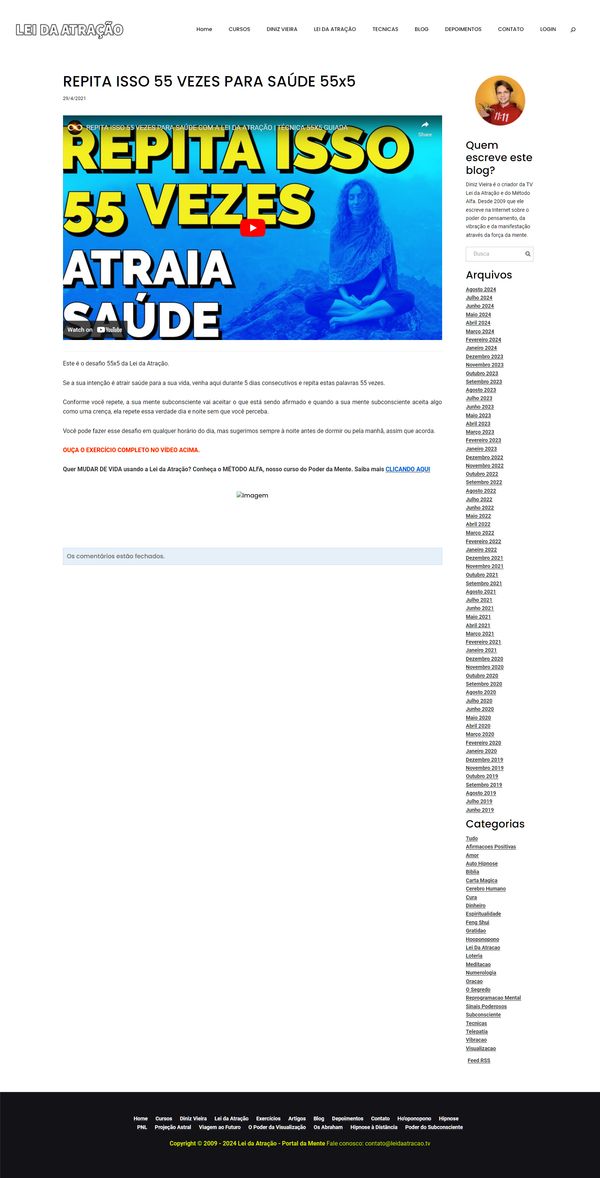 LEI DA ATRAÇÃO
Home CURSOS DINIZ VIEIRA LEI DA ATRAÇÃO TECNICAS BLOG DEPOIMENTOS CONTATO LOGIN
REPITA ISSO 55 VEZES PARA SAÚDE 55x5
29/4/2021
REPITA ISSO 55 VEZES PARA SAÚDE COM A LEI DA ATRAÇÃO | TÉCNICA 55X5 GUIADA
Share
REPITA ISSO
55 VEZES
ATRAIA
SAÚDE
Watch on YouTube
Este é o desafio 55x5 da Lei da Atração.
Se a sua intenção é atrair saúde para a sua vida, venha aqui durante 5 dias consecutivos e repita estas palavras 55 vezes.
Conforme você repete, a sua mente subconsciente vai aceitar o que está sendo afirmado e quando a sua mente subconsciente aceita algo
como uma crença, ela repete essa verdade dia e noite sem que você perceba.
Você pode fazer esse desafio em qualquer horário do dia, mas sugerimos sempre à noite antes de dormir ou pela manhã, assim que acorda.
OUÇA O EXERCÍCIO COMPLETO NO VÍDEO ACIMA.
Quer MUDAR DE VIDA usando a Lei da Atração? Conheça o MÉTODO ALFA, nosso curso do Poder da Mente. Saiba mais CLICANDO AQUI
Imagem
Os comentários estão fechados.
11:11
Quem
escreve este
blog?
Diniz Vieira é o criador da TV
Lei da Atração e do Método
Alfa. Desde 2009 que ele
escreve na Internet sobre o
poder do pensamento, da
vibração e da manifestação
através da força da mente.
Busca
Arquivos
Agosto 2024
Julho 2024
Junho 2024
Maio 2024
Abril 2024
Março 2024
Fevereiro 2024
Janeiro 2024
Dezembro 2023
Novembro 2023
Outubro 2023
Setembro 2023
Agosto 2023
Julho 2023
Junho 2023
Maio 2023
Abril 2023
Março 2023
Fevereiro 2023
Janeiro 2023
Dezembro 2022
Novembro 2022
Outubro 2022
Setembro 2022
Agosto 2022
Julho 2022
Junho 2022
Maio 2022
Abril 2022
Março 2022
Fevereiro 2022
Janeiro 2022
Dezembro 2021
Novembro 2021
Outubro 2021
Setembro 2021
Agosto 2021
Julho 2021
Junho 2021
Maio 2021
Abril 2021
Março 2021
Fevereiro 2021
Janeiro 2021
Dezembro 2020
Novembro 2020
Outubro 2020
Setembro 2020
Agosto 2020
Julho 2020
Junho 2020
Maio 2020
Abril 2020
Março 2020
Fevereiro 2020
Janeiro 2020
Dezembro 2019
Novembro 2019
Outubro 2019
Setembro 2019
Agosto 2019
Julho 2019
Junho 2019
Categorias
Tudo
Afirmacoes Positivas
Amor
Auto Hipnose
Biblia
Carta Magica
Cerebro Humano
Cura
Dinheiro
Espiritualidade
Feng Shui
Gratidao
Hooponopono
Lei Da Atracao
Loteria
Meditacao
Numerologia
Oracao
O Segredo
Reprogramacao Mental
Sinais Poderosos
Subconsciente
Tecnicas
Telepatia
Vibracao
Visualizacao
Feed RSS
Home Cursos Diniz Vieira Lei da Atração Exercícios Artigos Blog Depoimentos Contato Ho'oponopono Hipnose
PNL Projeção Astral Viagem ao Futuro O Poder da Visualização Os Abraham Hipnose à Distância Poder do Subconsciente
Copyright © 2009 - 2024 Lei da Atração - Portal da Mente Fale conosco: contato@leidaatracao.tv